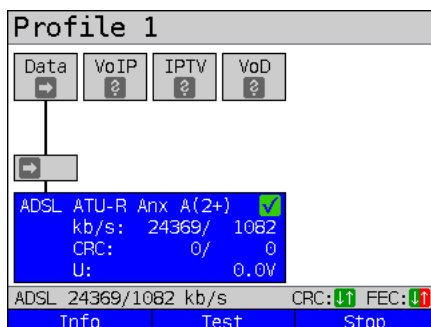 Profile 1
Data VoIP IPTV VoD
? ? ?
ADSL ATU-R Anx A(2+)
kb/s: 24369/ 1082
CRC: 0/ 0
U: 0.0V
ADSL 24369/1082 kb/s CRC: FEC:
Info Test Stop